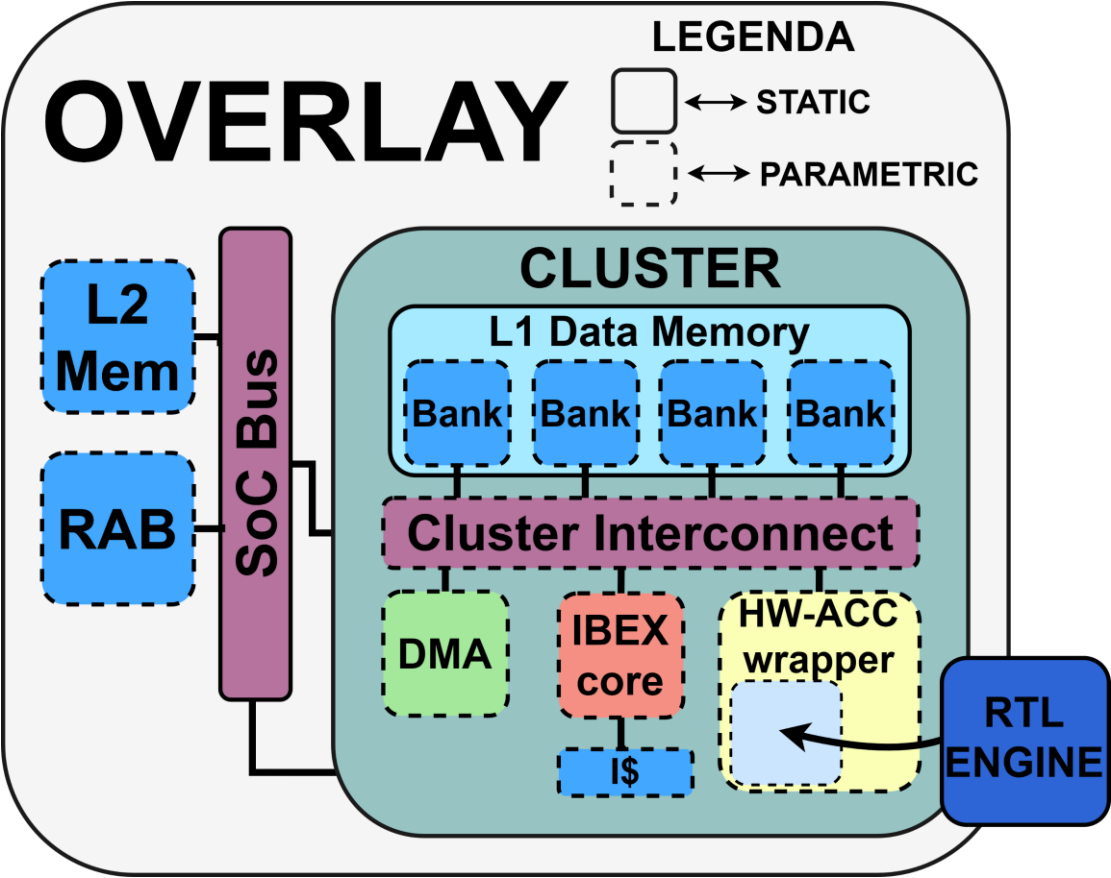 LEGENDA
OVERLAY
STATIC
PARAMETRIC
CLUSTER
L2
Mem
RAB
SoC Bus
L1 Data Memory
Bank
Bank
Bank
Bank
Cluster Interconnect
DMA
IBEX
core
I$
HW-ACC
wrapper
RTL
ENGINE